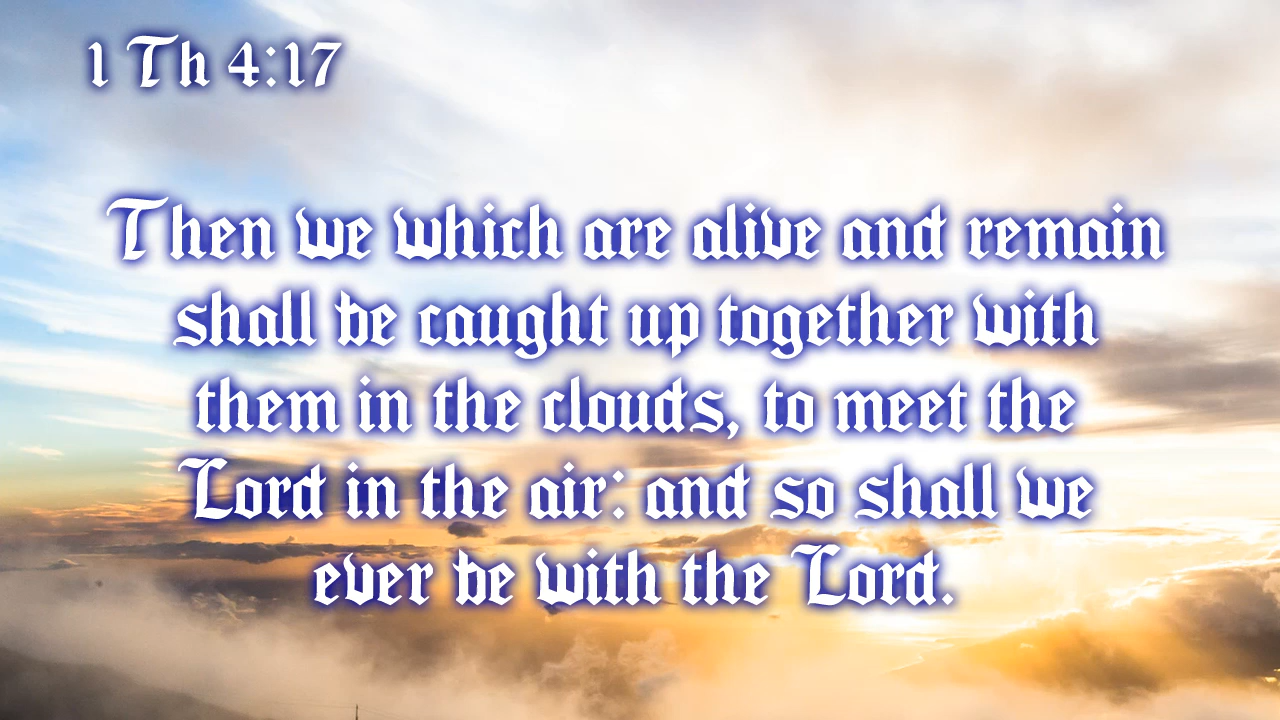 1 Th 4:17
Then we which are alive and remain
shall be caught up together with
them in the clouds, to meet the
Lord in the air: and so shall we
ever be with the Lord.